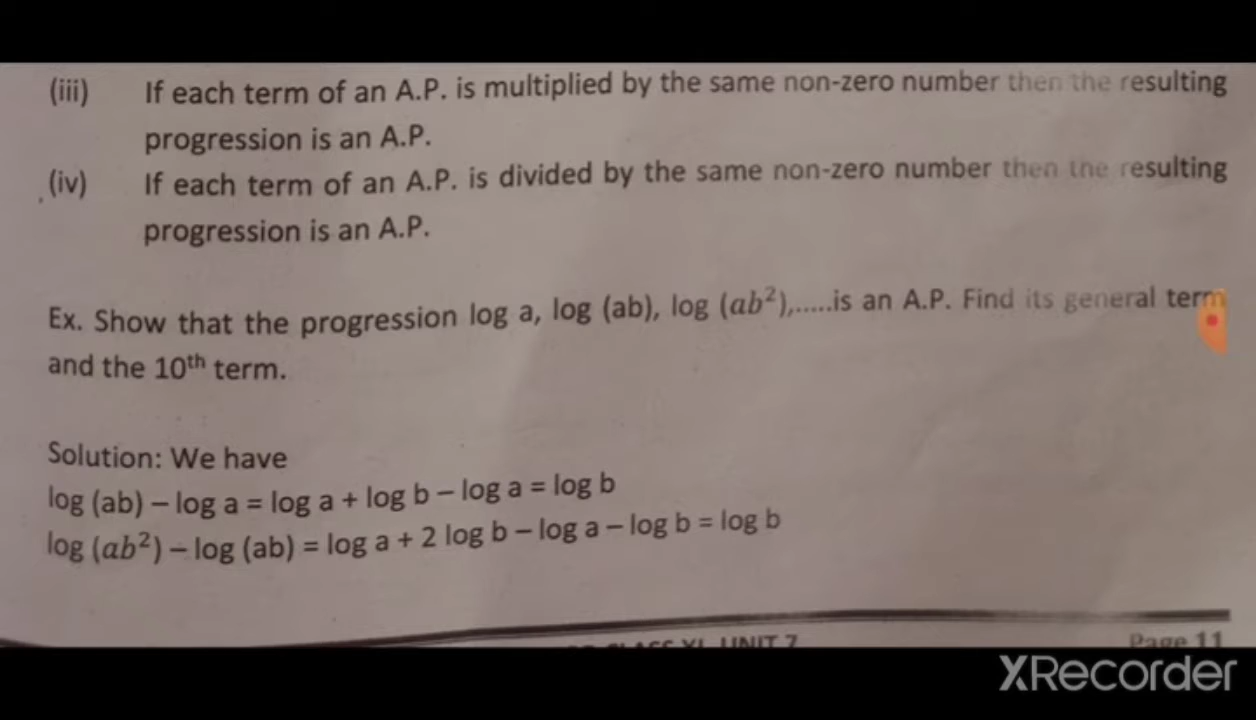 (iii) If each term of an A.P. is multiplied by the same non-zero number then the resulting
progression is an A.P.
(iv) If each term of an A.P. is divided by the same non-zero number then the resulting
progression is an A.P.
Ex. Show that the progression log a, log (ab), log (ab²),.....is an A.P. Find its general term
and the 10th term.
Solution: We have
log (ab) – log a = log a + log b – log a = log b
log (ab²) – log (ab) = log a + 2 log b – log a – log b = log b
CLASS XI UNIT 7 Page 11
XRecorder